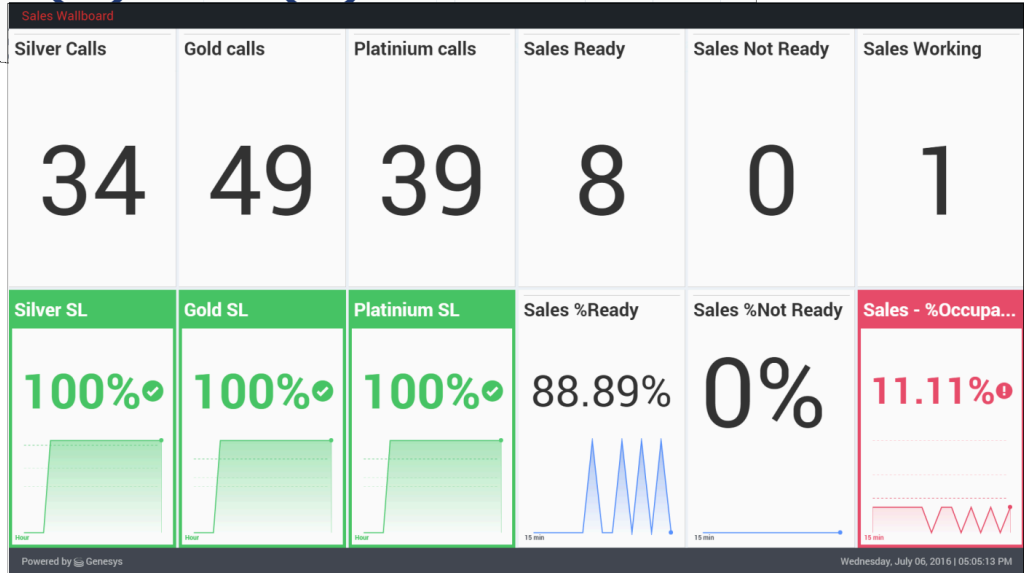 Sales Wallboard
Silver Calls
Gold calls
Platinium calls
Sales Ready
Sales Not Ready
Sales Working
34
49
39
8
0
1
Silver SL
Gold SL
Platinium SL
Sales %Ready
Sales %Not Ready
Sales - %Occupa...
100%
100%
100%
88.89%
0%
11.11%
Hour
Hour
Hour
15 min
15 min
15 min
Powered by Genesys
Wednesday, July 06, 2016 | 05:05:13 PM